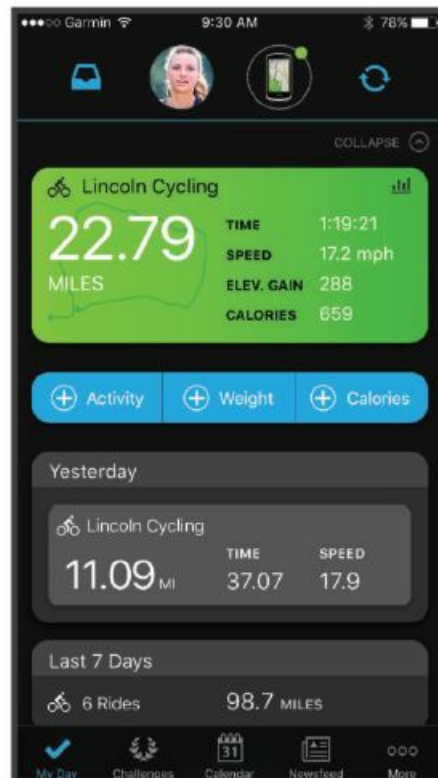 Garmin 9:30 AM 78%
COLLAPSE
Lincoln Cycling
22.79
MILES
TIME 1:19:21
SPEED 17.2 mph
ELEV. GAIN 288
CALORIES 659
Activity Weight Calories
Yesterday
Lincoln Cycling
TIME SPEED
11.09 MI 37.07 17.9
Last 7 Days
6 Rides 98.7 MILES
31
My Day Challenges Calendar Newsfeed More